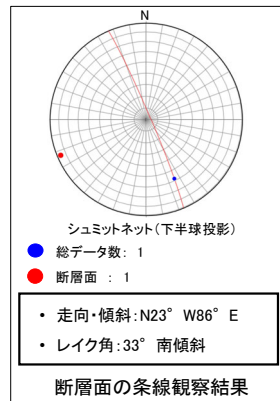 N
シュミットネット(下半球投影)
総データ数: 1
断層面 : 1
• 走向・傾斜:N23° W86° E
• レイク角:33° 南傾斜
断層面の条線観察結果